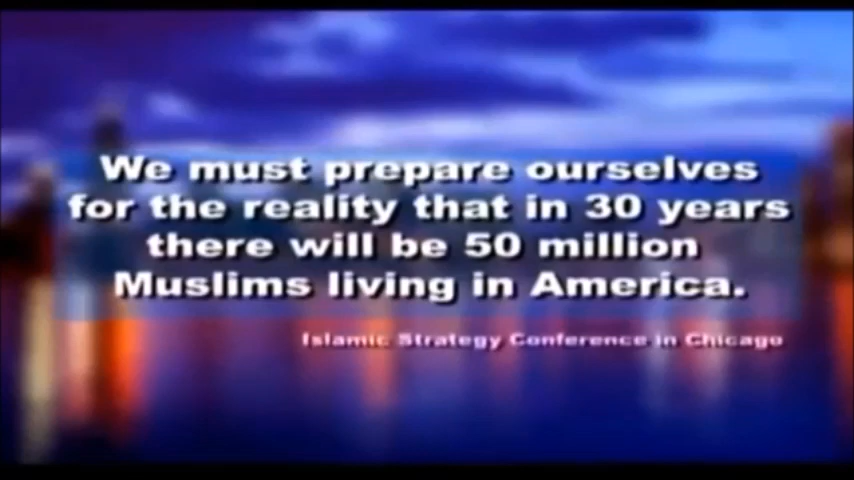 We must prepare ourselves
for the reality that in 30 years
there will be 50 million
Muslims living in America.
Islamic Strategy Conference in Chicago